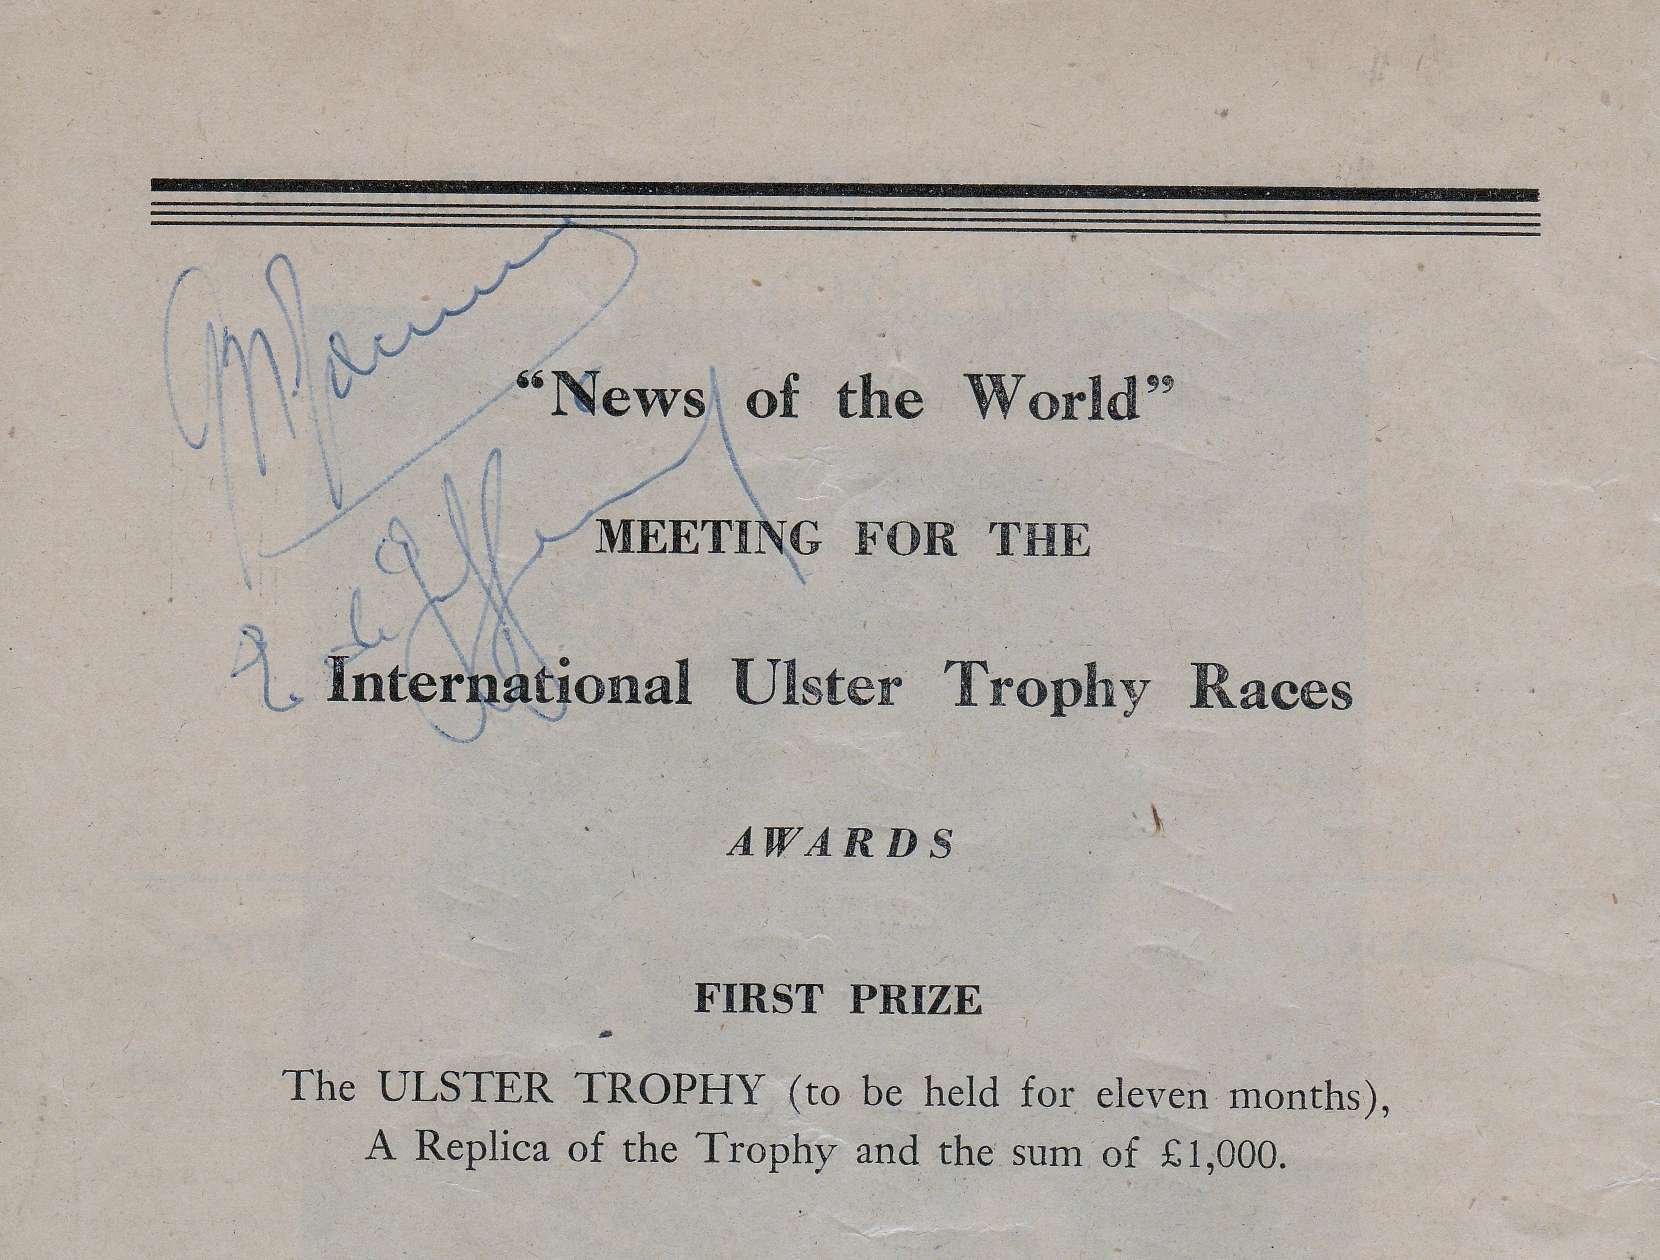 "News of the World"
MEETING FOR THE
International Ulster Trophy Races
AWARDS
FIRST PRIZE
The ULSTER TROPHY (to be held for eleven months),
A Replica of the Trophy and the sum of £1,000.